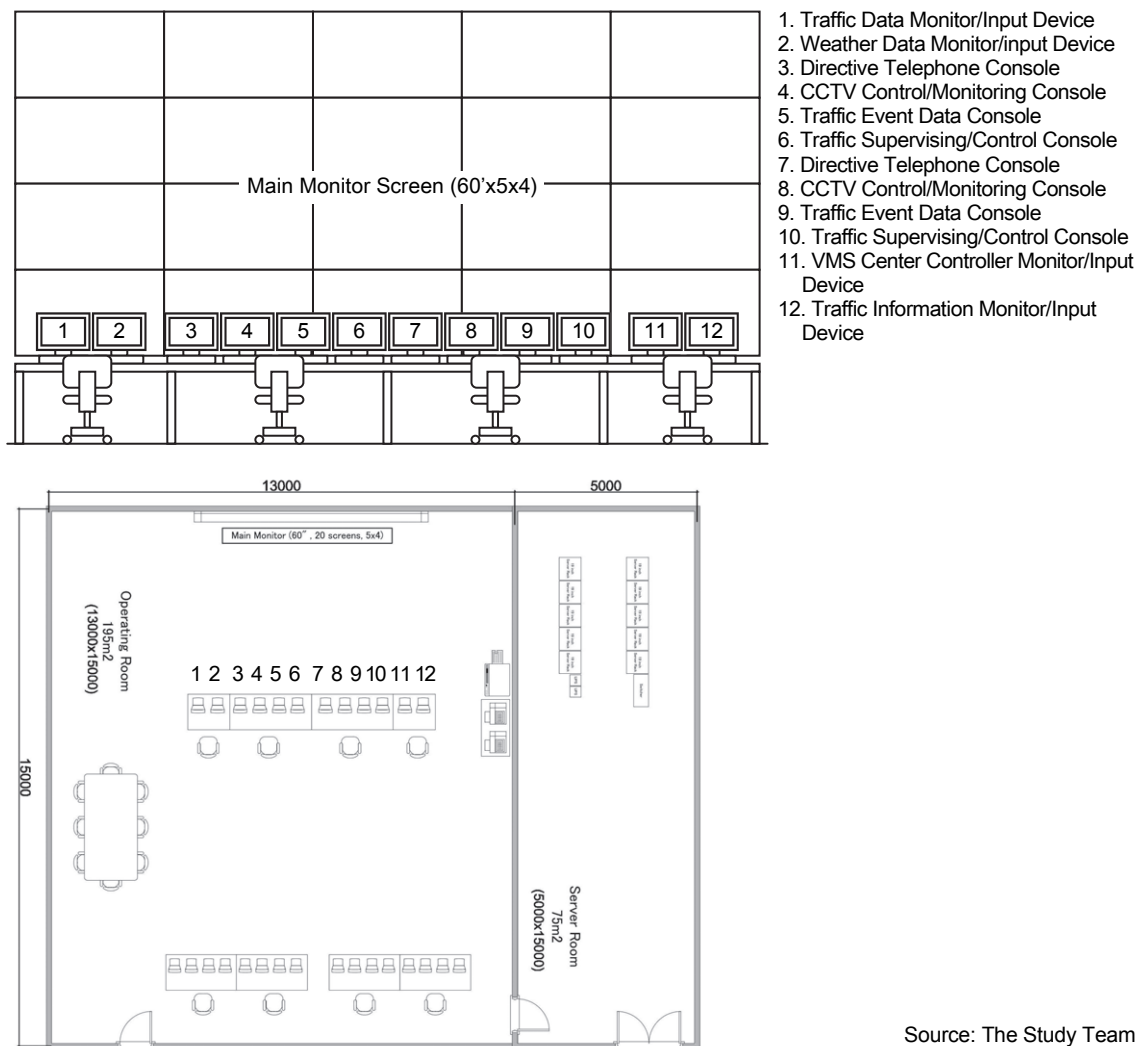 1. Traffic Data Monitor/Input Device
2. Weather Data Monitor/input Device
3. Directive Telephone Console
4. CCTV Control/Monitoring Console
5. Traffic Event Data Console
6. Traffic Supervising/Control Console
7. Directive Telephone Console
8. CCTV Control/Monitoring Console
9. Traffic Event Data Console
10. Traffic Supervising/Control Console
11. VMS Center Controller Monitor/Input
Device
12. Traffic Information Monitor/Input
Device
Main Monitor Screen (60'x5x4)
1 2 3 4 5 6 7 8 9 10 11 12
13000 5000
Main Monitor (60", 20 screens, 5x4)
Operating Room
195m2
(13000x15000)
1 2 3 4 5 6 7 8 9 10 11 12
15000
Server Room
75m2
(5000x15000)
Source: The Study Team